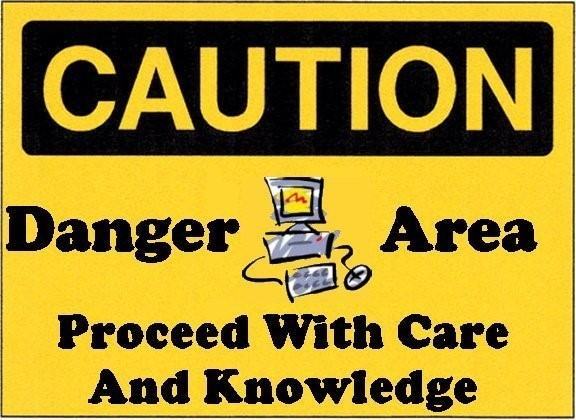 CAUTION
Danger Area
Proceed With Care
And Knowledge